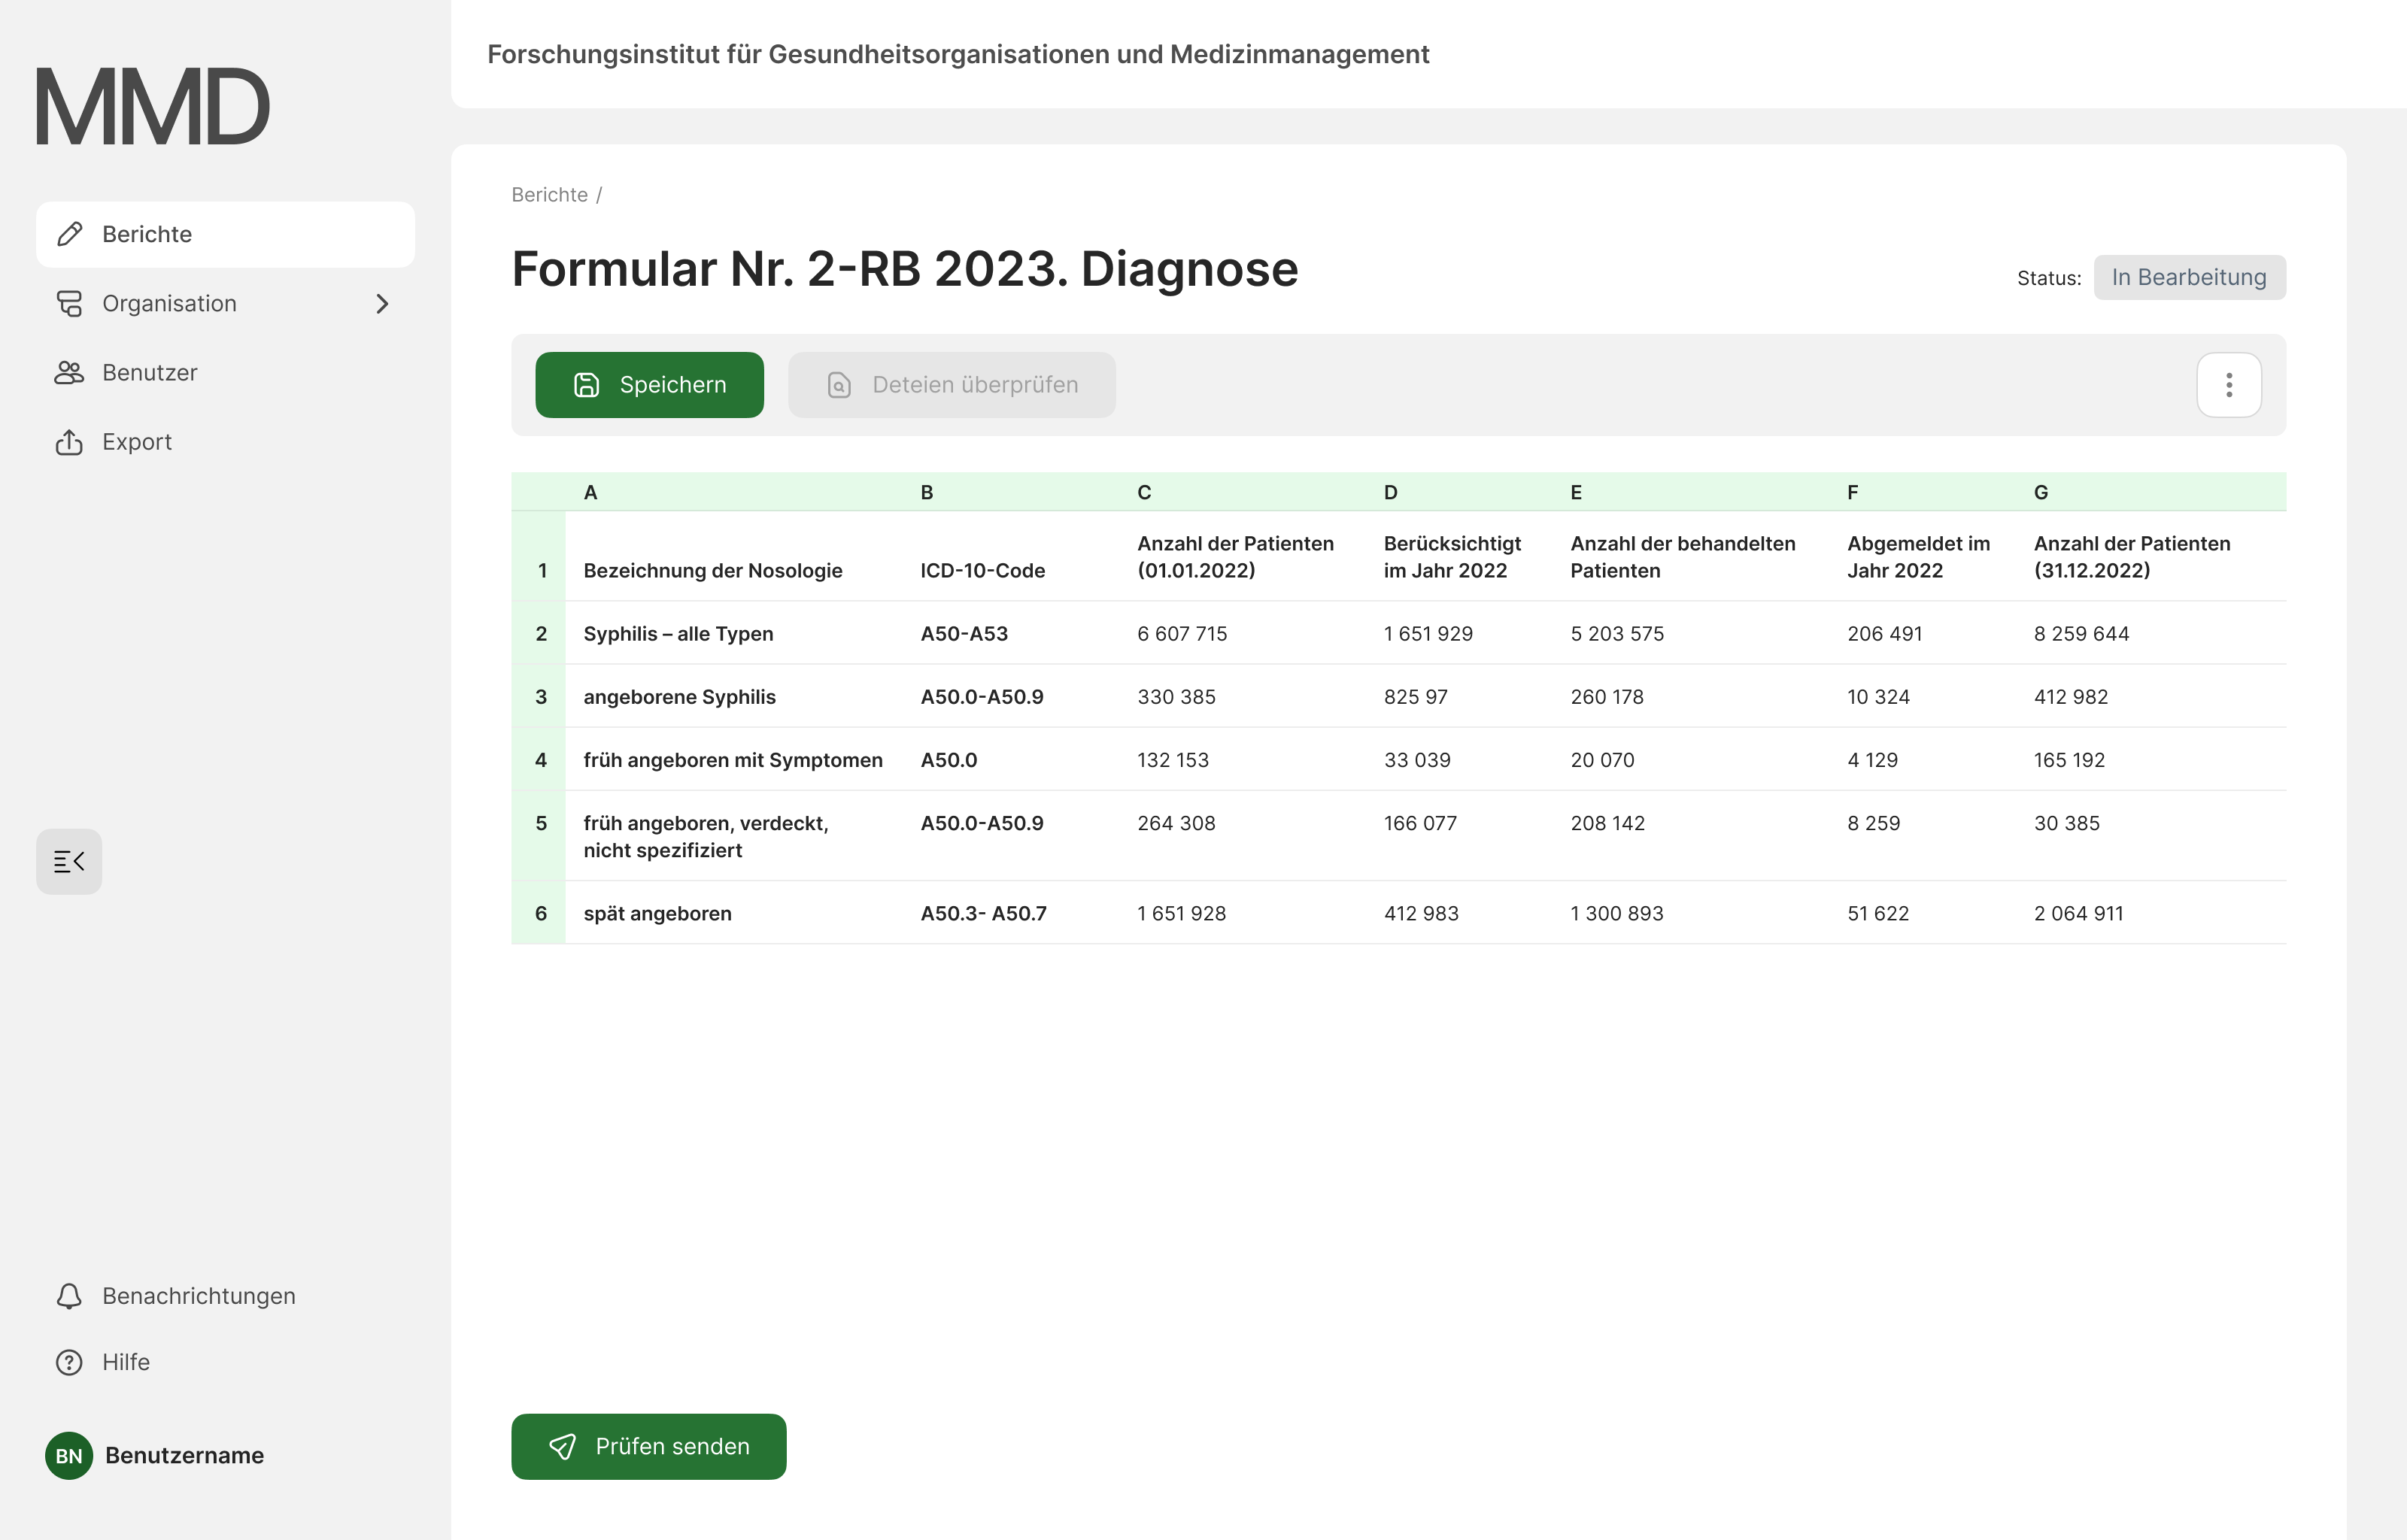 MMD
Berichte
Organisation
Benutzer
Export
Benachrichtungen
Hilfe
BN Benutzername
Forschungsinstitut für Gesundheitsorganisationen und Medizinmanagement
Berichte /
Formular Nr. 2-RB 2023. Diagnose
Status: In Bearbeitung
Speichern Deteien überprüfen
A B C D E F G
1 Bezeichnung der Nosologie ICD-10-Code Anzahl der Patienten (01.01.2022) Berücksichtigt im Jahr 2022 Anzahl der behandelten Patienten Abgemeldet im Jahr 2022 Anzahl der Patienten (31.12.2022)
2 Syphilis – alle Typen A50-A53 6 607 715 1 651 929 5 203 575 206 491 8 259 644
3 angeborene Syphilis A50.0-A50.9 330 385 825 97 260 178 10 324 412 982
4 früh angeboren mit Symptomen A50.0 132 153 33 039 20 070 4 129 165 192
5 früh angeboren, verdeckt, nicht spezifiziert A50.0-A50.9 264 308 166 077 208 142 8 259 30 385
6 spät angeboren A50.3- A50.7 1 651 928 412 983 1 300 893 51 622 2 064 911
Prüfen senden